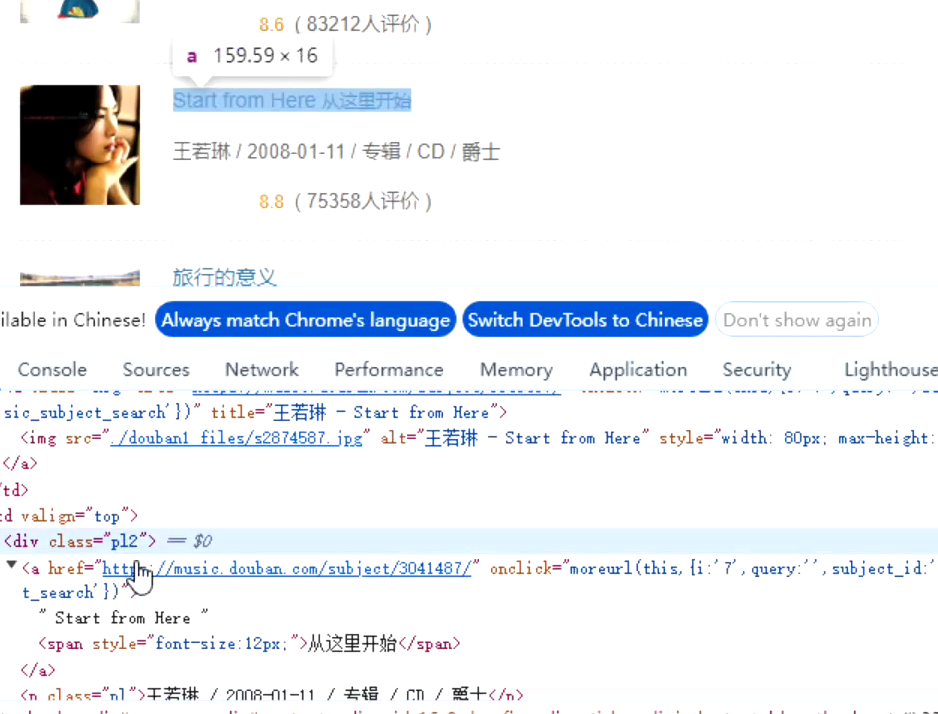 8.6 ( 83212人评价 )
a 159.59 × 16
Start from Here 从这里开始
王若琳 / 2008-01-11 / 专辑 / CD / 爵士
8.8 ( 75358人评价 )
旅行的意义
ilable in Chinese! Always match Chrome's language Switch DevTools to Chinese Don't show again
Console Sources Network Performance Memory Application Security Lighthouse
sic_subject_search'})" title="王若琳 - Start from Here">
<img src="./douban1_files/s2874587.jpg" alt="王若琳 - Start from Here" style="width: 80px; max-height:
</a>
td>
td valign="top">
<div class="pl2"> == $0
<a href="http://music.douban.com/subject/3041487/" onclick="moreurl(this,{i:'7',query:'',subject_id:'
t_search'})">
" Start from Here "
<span style="font-size:12px;">从这里开始</span>
</a>
<p class="pl">王若琳 / 2008-01-11 / 专辑 / CD / 爵士</p>